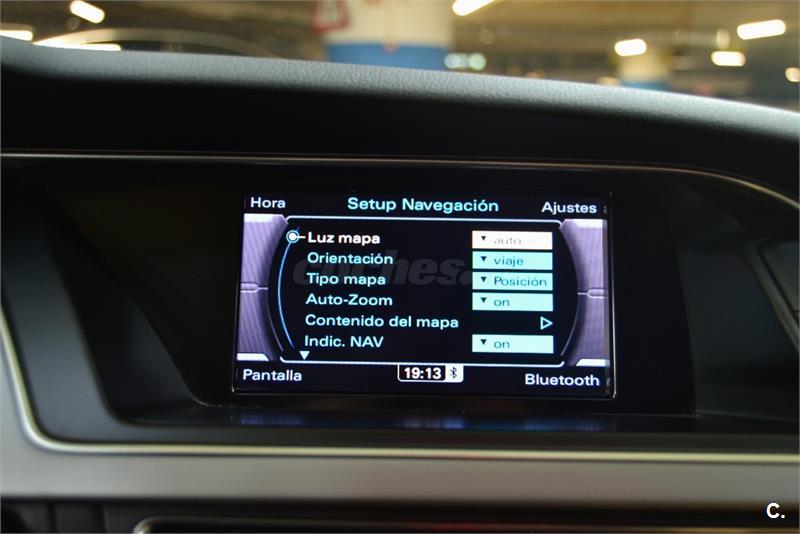 Hora Setup Navegación Ajustes
Luz mapa auto
Orientación viaje
Tipo mapa Posición
Auto-Zoom on
Contenido del mapa
Indic. NAV on
Pantalla 19:13 Bluetooth
coches.
C.